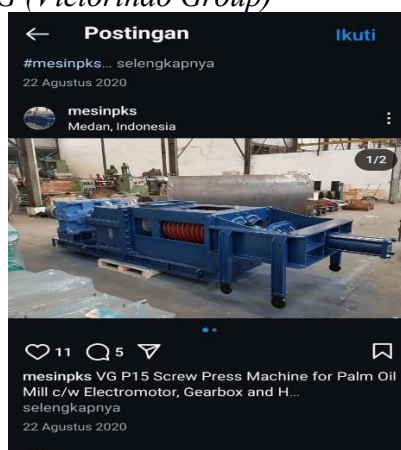 (Victorindo Group)
Postingan Ikuti
#mesinpks... selengkapnya
22 Agustus 2020
mesinpks
Medan, Indonesia
1/2
11 5
mesinpks VG P15 Screw Press Machine for Palm Oil
Mill c/w Electromotor, Gearbox and H...
selengkapnya
22 Agustus 2020